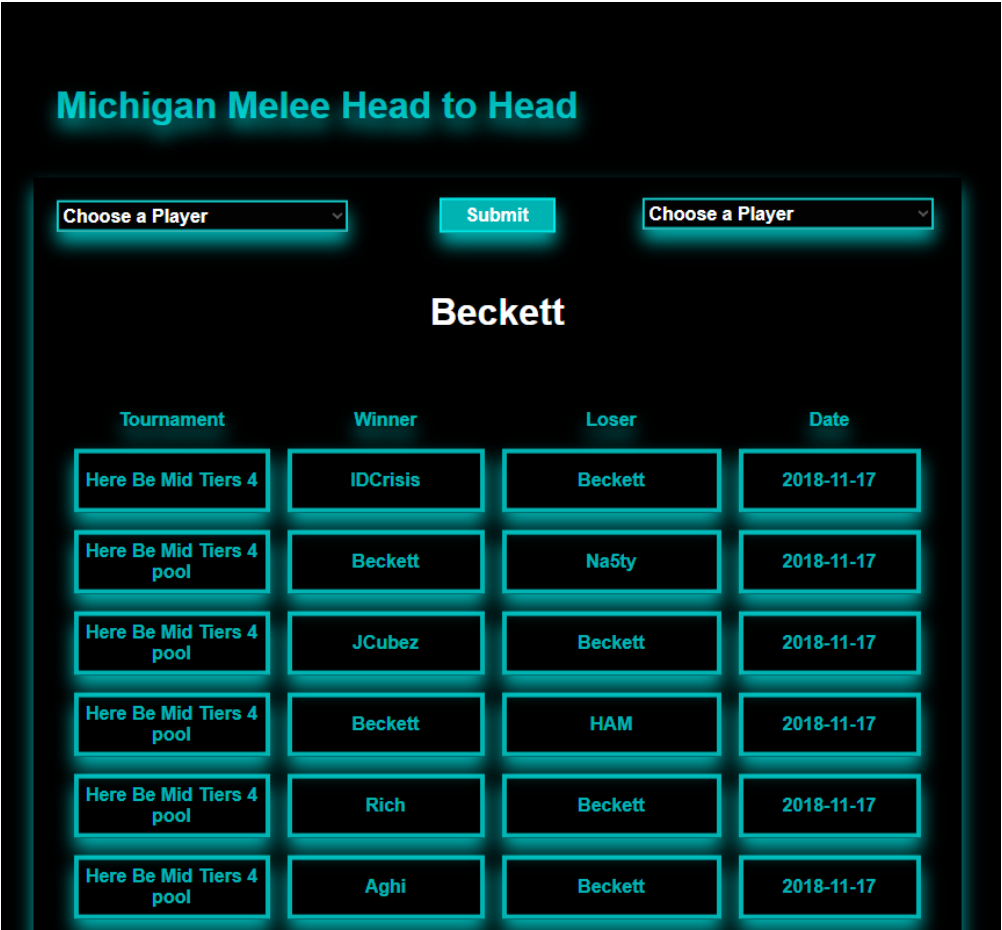 Michigan Melee Head to Head
Choose a Player Submit Choose a Player
Beckett
Tournament Winner Loser Date
Here Be Mid Tiers 4 IDCrisis Beckett 2018-11-17
Here Be Mid Tiers 4
pool Beckett Na5ty 2018-11-17
Here Be Mid Tiers 4
pool JCubez Beckett 2018-11-17
Here Be Mid Tiers 4
pool Beckett HAM 2018-11-17
Here Be Mid Tiers 4
pool Rich Beckett 2018-11-17
Here Be Mid Tiers 4
pool Aghi Beckett 2018-11-17